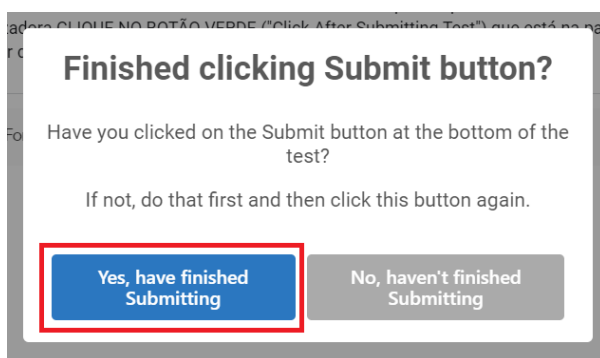 CLIQUE NO BOTÃO VERDE ("Click After Submitting Test") que está na
Finished clicking Submit button?
Have you clicked on the Submit button at the bottom of the
test?
If not, do that first and then click this button again.
Yes, have finished
Submitting
No, haven't finished
Submitting